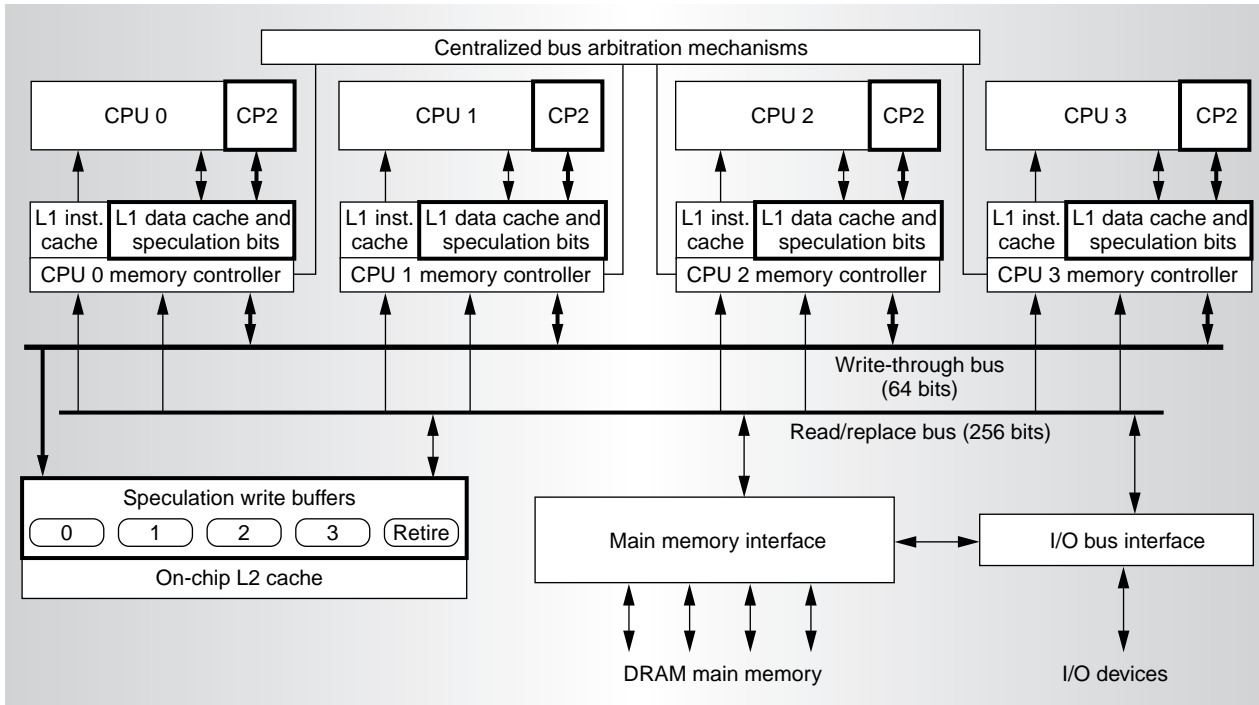 Centralized bus arbitration mechanisms
CPU 0
CP2
CPU 1
CP2
CPU 2
CP2
CPU 3
CP2
L1 inst.
cache
L1 data cache and
speculation bits
L1 inst.
cache
L1 data cache and
speculation bits
L1 inst.
cache
L1 data cache and
speculation bits
L1 inst.
cache
L1 data cache and
speculation bits
CPU 0 memory controller
CPU 1 memory controller
CPU 2 memory controller
CPU 3 memory controller
Write-through bus
(64 bits)
Read/replace bus (256 bits)
Speculation write buffers
0
1
2
3
Retire
On-chip L2 cache
Main memory interface
I/O bus interface
DRAM main memory
I/O devices